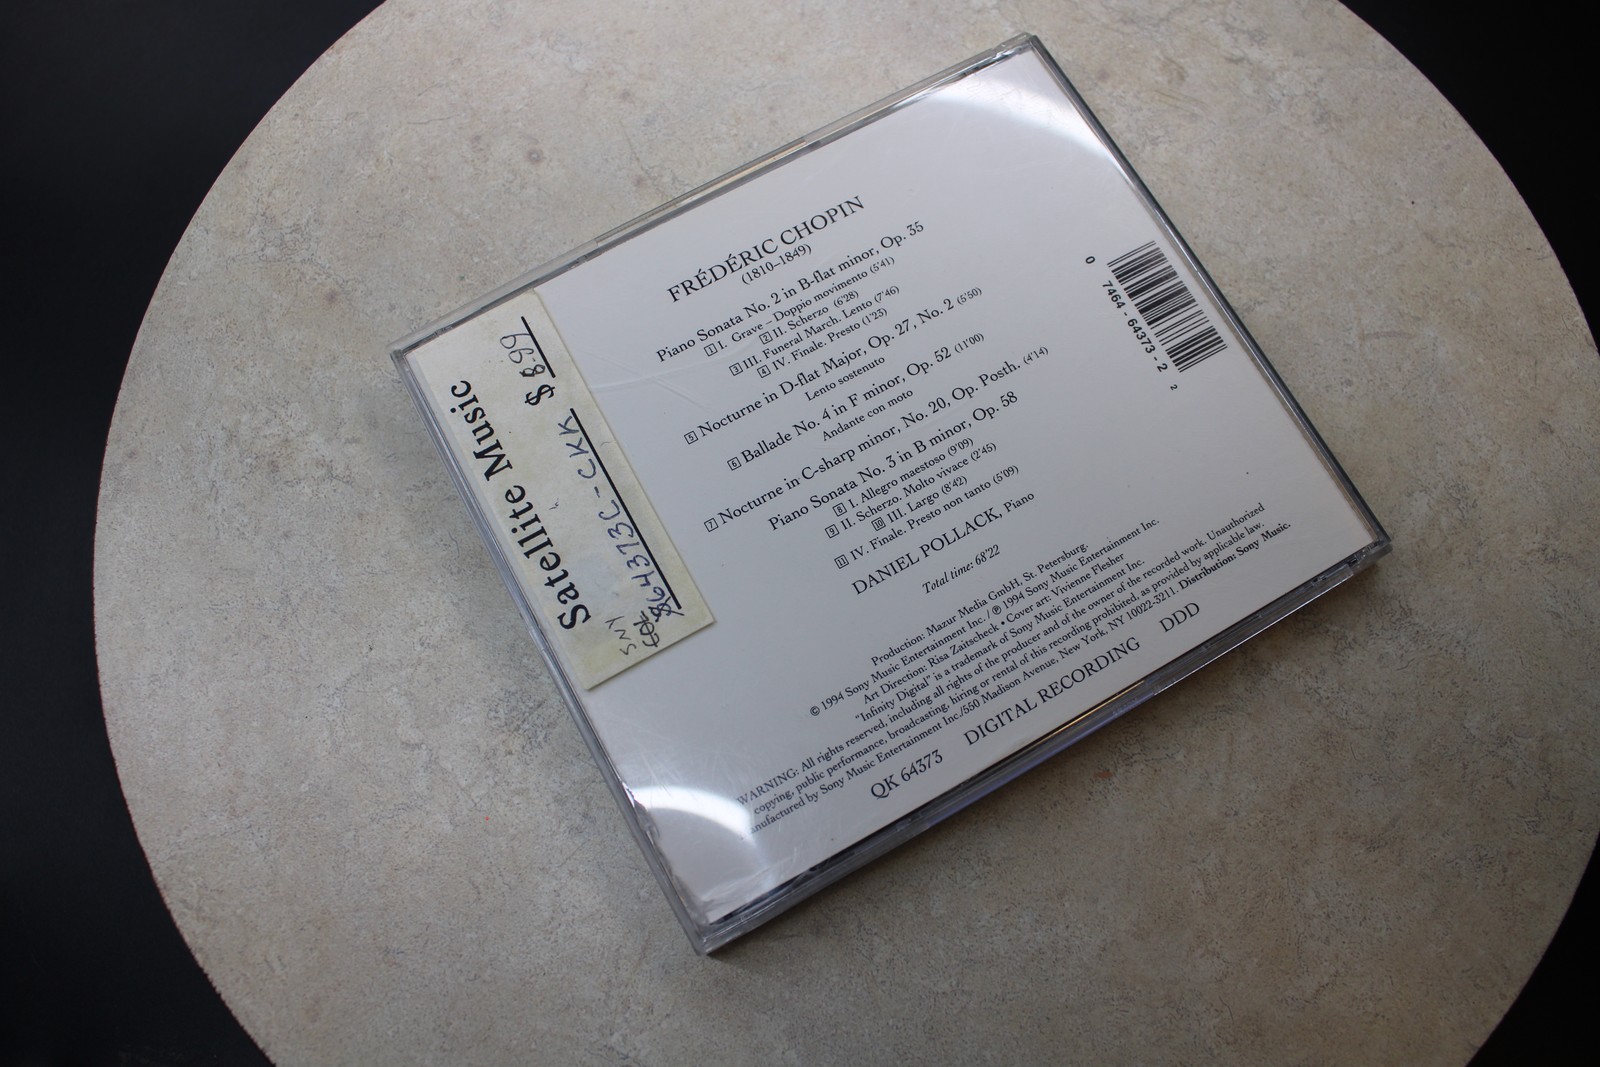 FRÉDÉRIC CHOPIN
(1810–1849)
Piano Sonata No. 2 in B-flat minor, Op. 35
1 I. Grave – Doppio movimento (5'41)
2 II. Scherzo (6'28)
3 III. Funeral March. Lento (7'46)
4 IV. Finale. Presto (1'23)
5 Nocturne in D-flat Major, Op. 27, No. 2 (5'50)
Lento sostenuto
6 Ballade No. 4 in F minor, Op. 52 (11'00)
Andante con moto
7 Nocturne in C-sharp minor, No. 20, Op. Posth. (4'14)
Piano Sonata No. 3 in B minor, Op. 58
8 I. Allegro maestoso (9'09)
9 II. Scherzo. Molto vivace (2'45)
10 III. Largo (8'42)
11 IV. Finale. Presto non tanto (5'09)
DANIEL POLLACK, Piano
Total time: 68'22
Production: Mazur Media GmbH, St. Petersburg.
© 1994 Sony Music Entertainment Inc. / ℗ 1994 Sony Music Entertainment Inc.
Art Direction: Risa Zaitscheck • Cover art: Vivienne Flesher
"Infinity Digital" is a trademark of Sony Music Entertainment Inc.
WARNING: All rights reserved, including all rights of the producer and of the owner of the recorded work. Unauthorized
copying, public performance, broadcasting, hiring or rental of this recording prohibited, as provided by applicable law.
anufactured by Sony Music Entertainment Inc./550 Madison Avenue, New York, NY 10022-3211. Distribution: Sony Music.
QK 64373 DIGITAL RECORDING DDD
0 7464-64373-2 2
Satellite Music
SNY
64373C-CKK $8.99